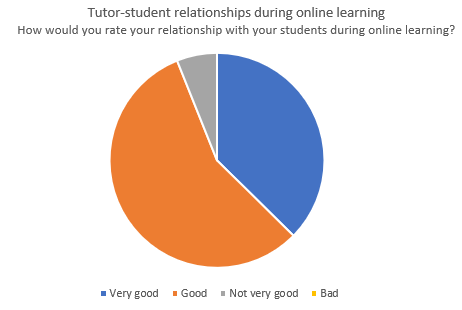 Tutor-student relationships during online learning
How would you rate your relationship with your students during online learning?
Very good Good Not very good Bad